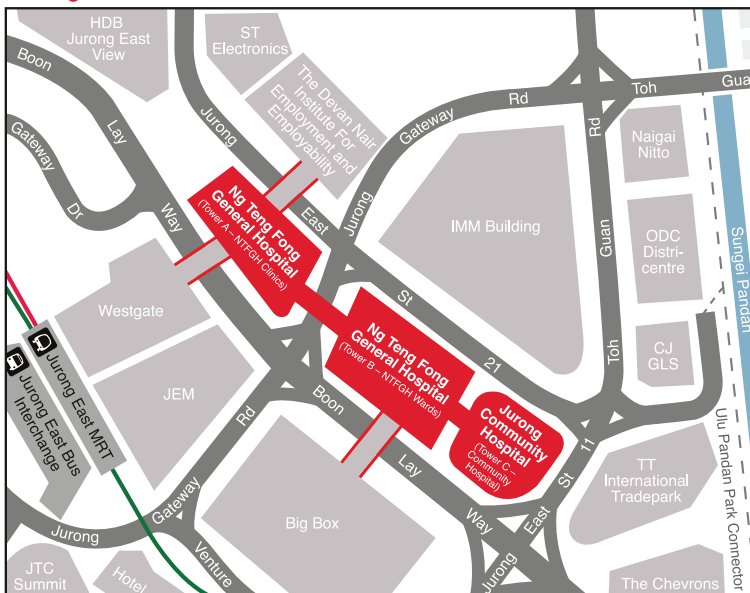 HDB
Jurong East
View
ST
Electronics
The Devan Nair
Institute For
Employment and
Employability
Boon
Lay
Way
Gateway
Dr
Jurong
East
St
21
Jurong
Gateway
Rd
Toh
Gua
Rd
Guan
Toh
Naigai
Nitto
ODC
Distri-
centre
CJ
GLS
Sungei Pandan
Ulu Pandan Park Connector
IMM Building
Ng Teng Fong
General Hospital
(Tower A – NTFGH Clinics)
Ng Teng Fong
General Hospital
(Tower B – NTFGH Wards)
Jurong
Community
Hospital
(Tower C –
Community
Hospital)
Westgate
JEM
Jurong East MRT
Jurong East Bus
Interchange
Boon
Lay
Way
Big Box
Jurong
Gateway
Rd
Venture
JTC
Summit
Hotel
Jurong
East
St
11
TT
International
Tradepark
The Chevrons